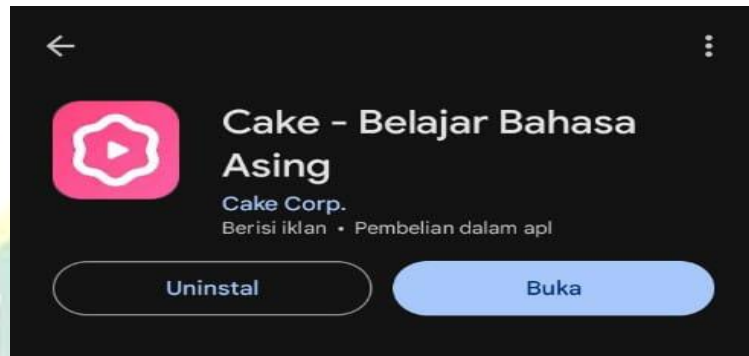 Cake - Belajar Bahasa
Asing
Cake Corp.
Berisi iklan • Pembelian dalam apl
Uninstal
Buka